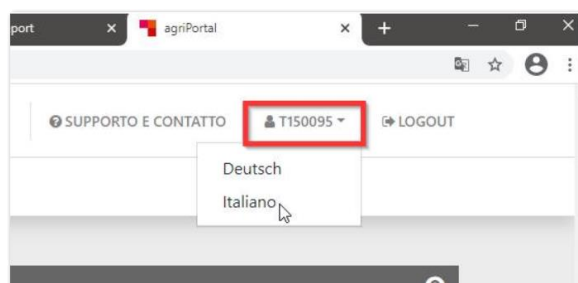 port
agriPortal
SUPPORTO E CONTATTO T150095 LOGOUT
Deutsch
Italiano